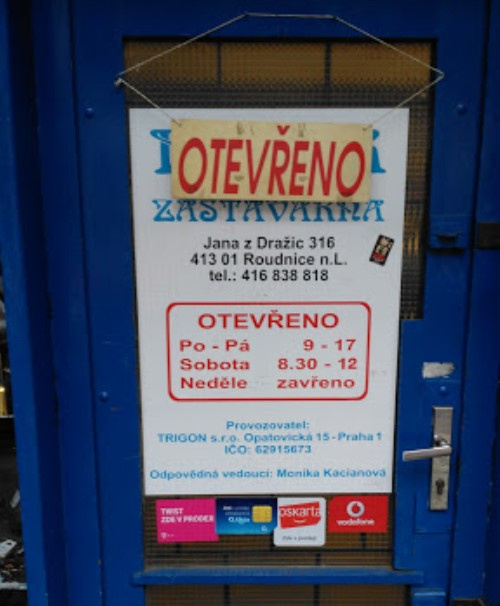 OTEVŘENO
ZASTAVÁRNA
Jana z Dražic 316
413 01 Roudnice n.L.
tel.: 416 838 818
OTEVŘENO
Po - Pá 9 - 17
Sobota 8.30 - 12
Neděle zavřeno
Provozovatel:
TRIGON s.r.o. Opatovická 15 - Praha 1
IČO: 62915673
Odpovědná vedoucí: Monika Kacianová
TWIST
ZDE V PRODEJI
oskarta
vodafone